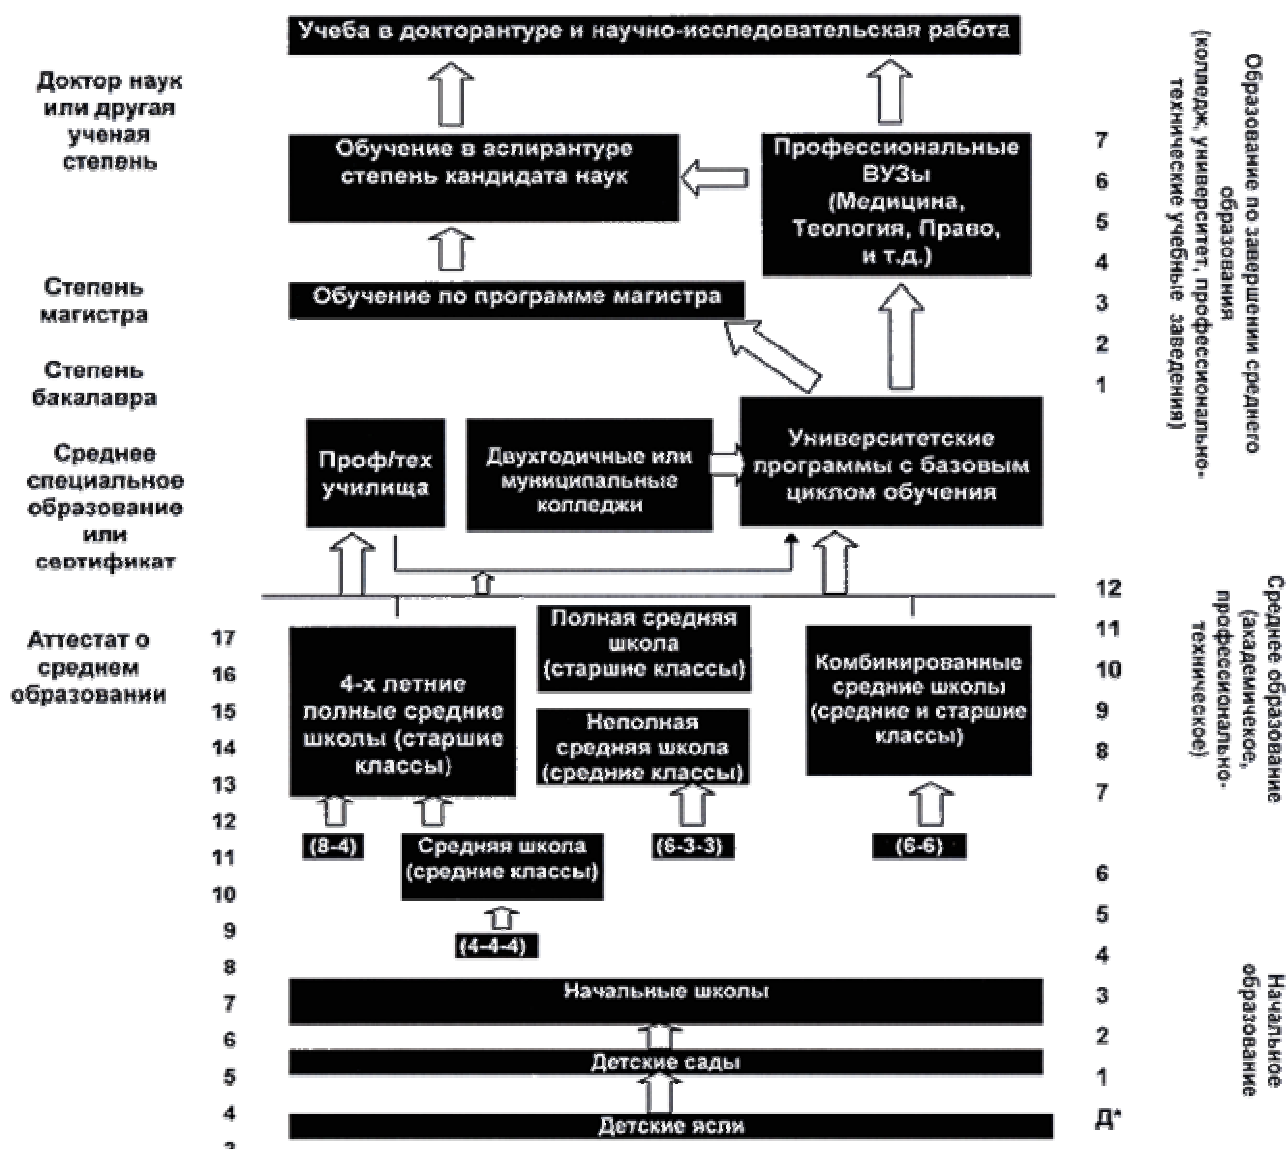 Учеба в докторантуре и научно-исследовательская работа
Доктор наук
или другая
ученая
степень
Обучение в аспирантуре
степень кандидата наук
Профессиональные
ВУЗы
(Медицина,
Теология, Право,
и т.д.)
7
6
5
4
3
2
1
Образование по завершении среднего
образования
(колледж, университет, профессионально-
технические учебные заведения)
Степень
магистра
Обучение по программе магистра
Степень
бакалавра
Среднее
специальное
образование
или
сертификат
Проф/тех
училища
Двухгодичные или
муниципальные
колледжи
Университетские
программы с базовым
циклом обучения
Аттестат о
среднем
образовании
17
16
15
14
13
12
11
10
9
8
7
6
5
4
3
4-х летние
полные средние
школы (старшие
классы)
Полная средняя
школа
(старшие классы)
Неполная
средняя школа
(средние классы)
Комбинированные
средние школы
(средние и старшие
классы)
12
11
10
9
8
7
6
5
4
3
2
1
Д*
Среднее образование
(академичекое,
профессионально-
техническое)
(8-4)
Средняя школа
(средние классы)
(6-3-3)
(6-6)
(4-4-4)
Начальные школы
Детские сады
Детские ясли
Начальное
образование